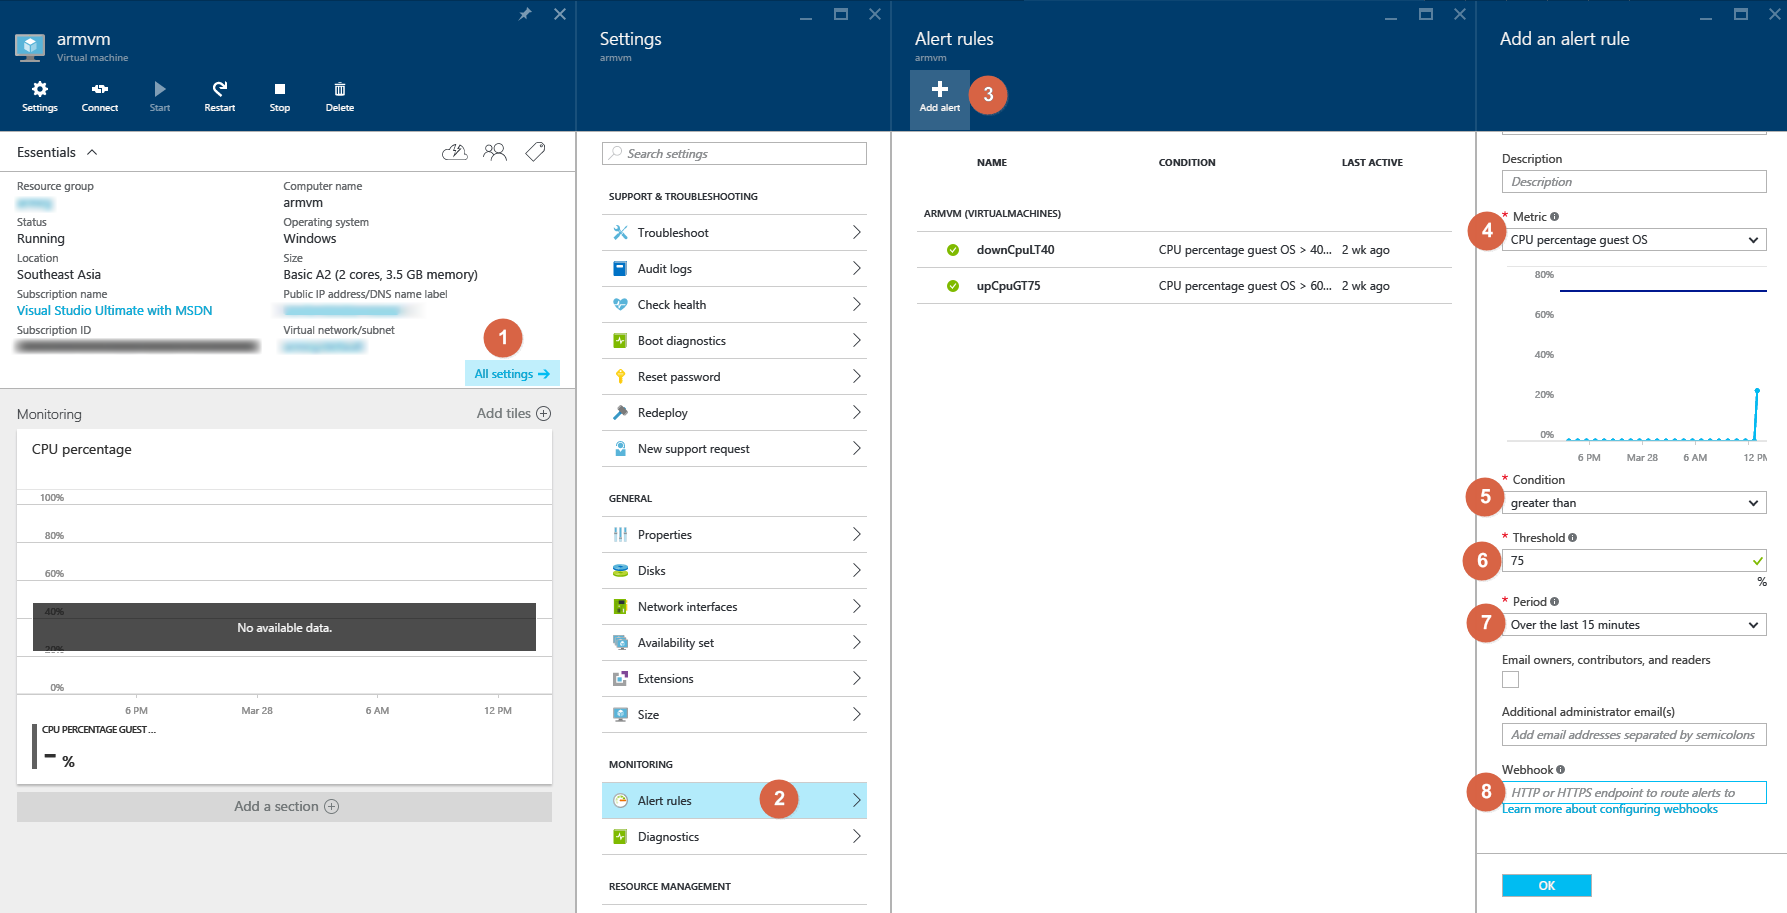 armvm
Virtual machine
Settings
Connect
Start
Restart
Stop
Delete
Essentials
Resource group
Computer name
armvm
Status
Running
Operating system
Windows
Location
Southeast Asia
Size
Basic A2 (2 cores, 3.5 GB memory)
Subscription name
Visual Studio Ultimate with MSDN
Public IP address/DNS name label
Subscription ID
Virtual network/subnet
1
All settings →
Monitoring
Add tiles
CPU percentage
100%
80%
60%
40%
No available data.
20%
0%
6 PM
Mar 28
6 AM
12 PM
CPU PERCENTAGE GUEST ...
– %
Add a section
Settings
armvm
Search settings
SUPPORT & TROUBLESHOOTING
Troubleshoot
Audit logs
Check health
Boot diagnostics
Reset password
Redeploy
New support request
GENERAL
Properties
Disks
Network interfaces
Availability set
Extensions
Size
MONITORING
Alert rules
2
Diagnostics
RESOURCE MANAGEMENT
Alert rules
armvm
Add alert
3
NAME CONDITION LAST ACTIVE
ARMVM (VIRTUALMACHINES)
downCpuLT40 CPU percentage guest OS > 40... 2 wk ago
upCpuGT75 CPU percentage guest OS > 60... 2 wk ago
Add an alert rule
Description
Description
* Metric
4
CPU percentage guest OS
80%
60%
40%
20%
0%
6 PM
Mar 28
6 AM
12 PM
* Condition
5
greater than
* Threshold
6
75
%
* Period
7
Over the last 15 minutes
Email owners, contributors, and readers
Additional administrator email(s)
Add email addresses separated by semicolons
Webhook
8
HTTP or HTTPS endpoint to route alerts to
Learn more about configuring webhooks
OK